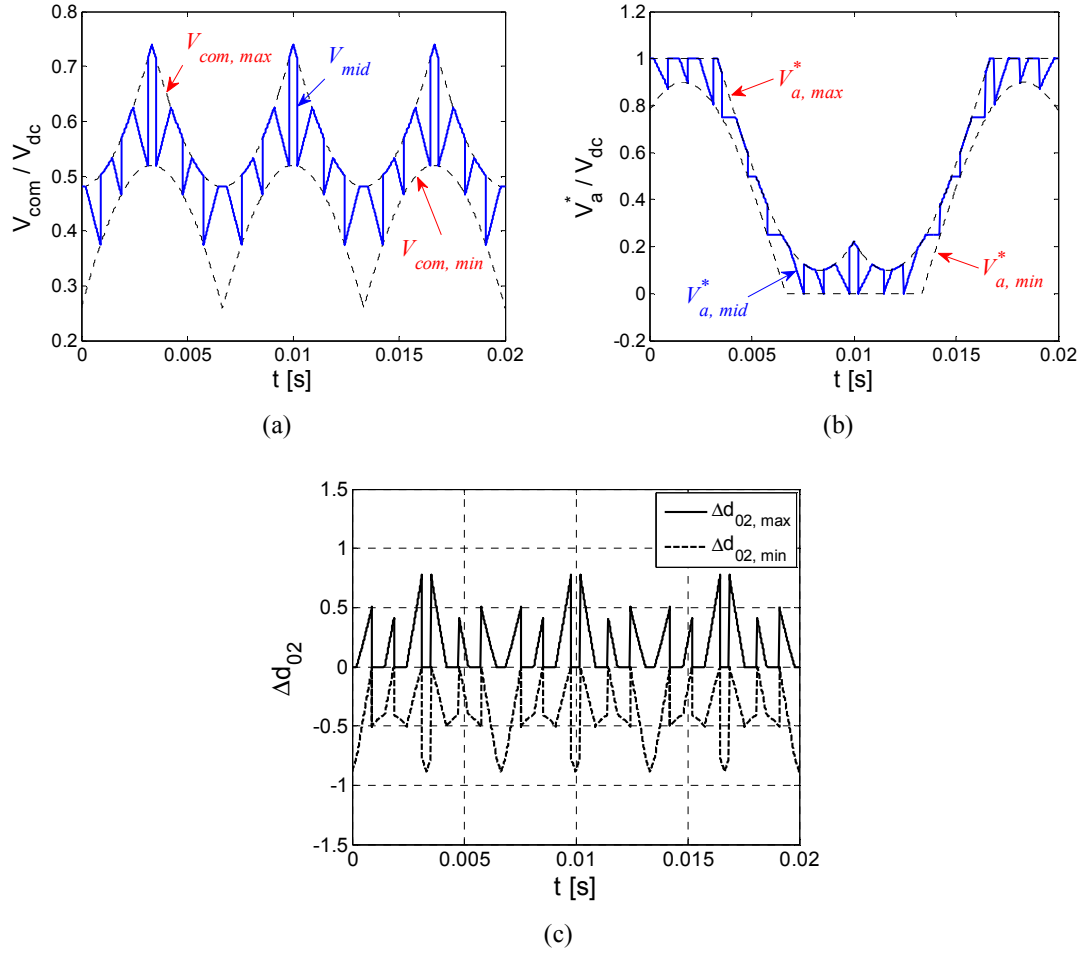 0.8
0.7
0.6
0.5
0.4
0.3
0.2
0
0.005
0.01
0.015
0.02
V_com / V_dc
t [s]
V_com, max
V_mid
V_com, min
(a)
1.2
1
0.8
0.6
0.4
0.2
0
-0.2
0
0.005
0.01
0.015
0.02
V*_a / V_dc
t [s]
V*_a, max
V*_a, mid
V*_a, min
(b)
1.5
1
0.5
0
-0.5
-1
-1.5
0
0.005
0.01
0.015
0.02
Δd_02
t [s]
Δd_02, max
Δd_02, min
(c)